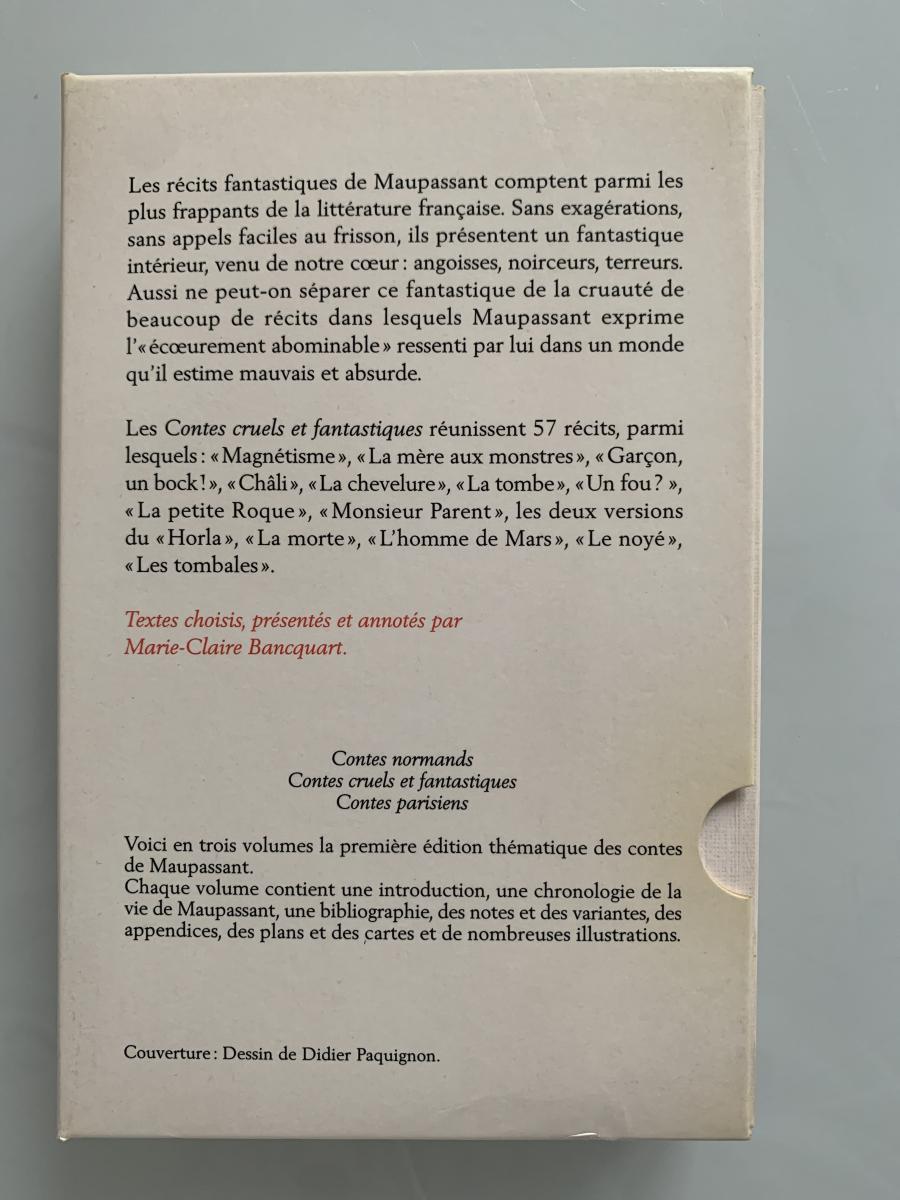 Les récits fantastiques de Maupassant comptent parmi les
plus frappants de la littérature française. Sans exagérations,
sans appels faciles au frisson, ils présentent un fantastique
intérieur, venu de notre cœur : angoisses, noirceurs, terreurs.
Aussi ne peut-on séparer ce fantastique de la cruauté de
beaucoup de récits dans lesquels Maupassant exprime
l'« écœurement abominable » ressenti par lui dans un monde
qu'il estime mauvais et absurde.
Les Contes cruels et fantastiques réunissent 57 récits, parmi
lesquels : « Magnétisme », « La mère aux monstres », « Garçon,
un bock ! », « Châli », « La chevelure », « La tombe », « Un fou ? »,
« La petite Roque », « Monsieur Parent », les deux versions
du « Horla », « La morte », « L'homme de Mars », « Le noyé »,
« Les tombales ».
Textes choisis, présentés et annotés par
Marie-Claire Bancquart.
Contes normands
Contes cruels et fantastiques
Contes parisiens
Voici en trois volumes la première édition thématique des contes
de Maupassant.
Chaque volume contient une introduction, une chronologie de la
vie de Maupassant, une bibliographie, des notes et des variantes, des
appendices, des plans et des cartes et de nombreuses illustrations.
Couverture : Dessin de Didier Paquignon.